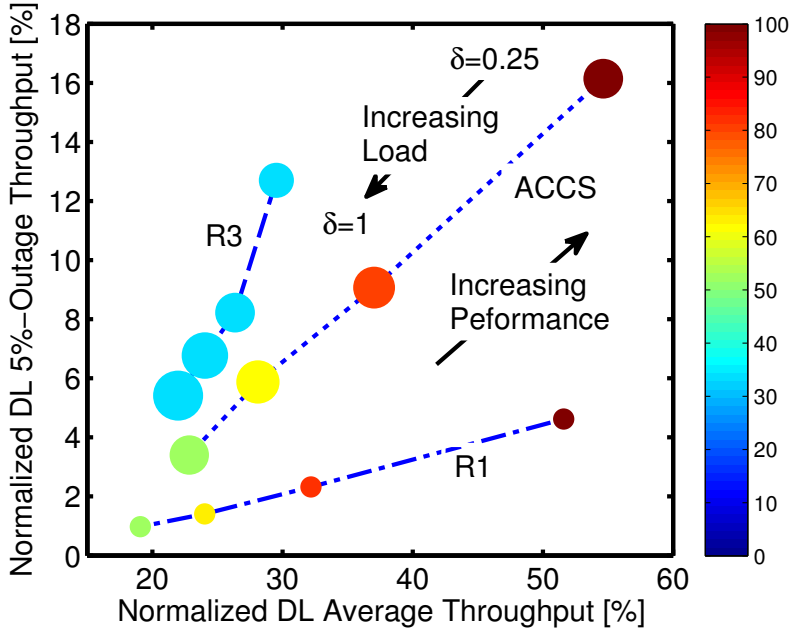 18
16
14
12
10
8
6
4
2
0
Normalized DL 5%−Outage Throughput [%]
δ=0.25
Increasing
Load
ACCS
R3
δ=1
Increasing
Peformance
R1
20
30
40
50
60
Normalized DL Average Throughput [%]
100
90
80
70
60
50
40
30
20
10
0